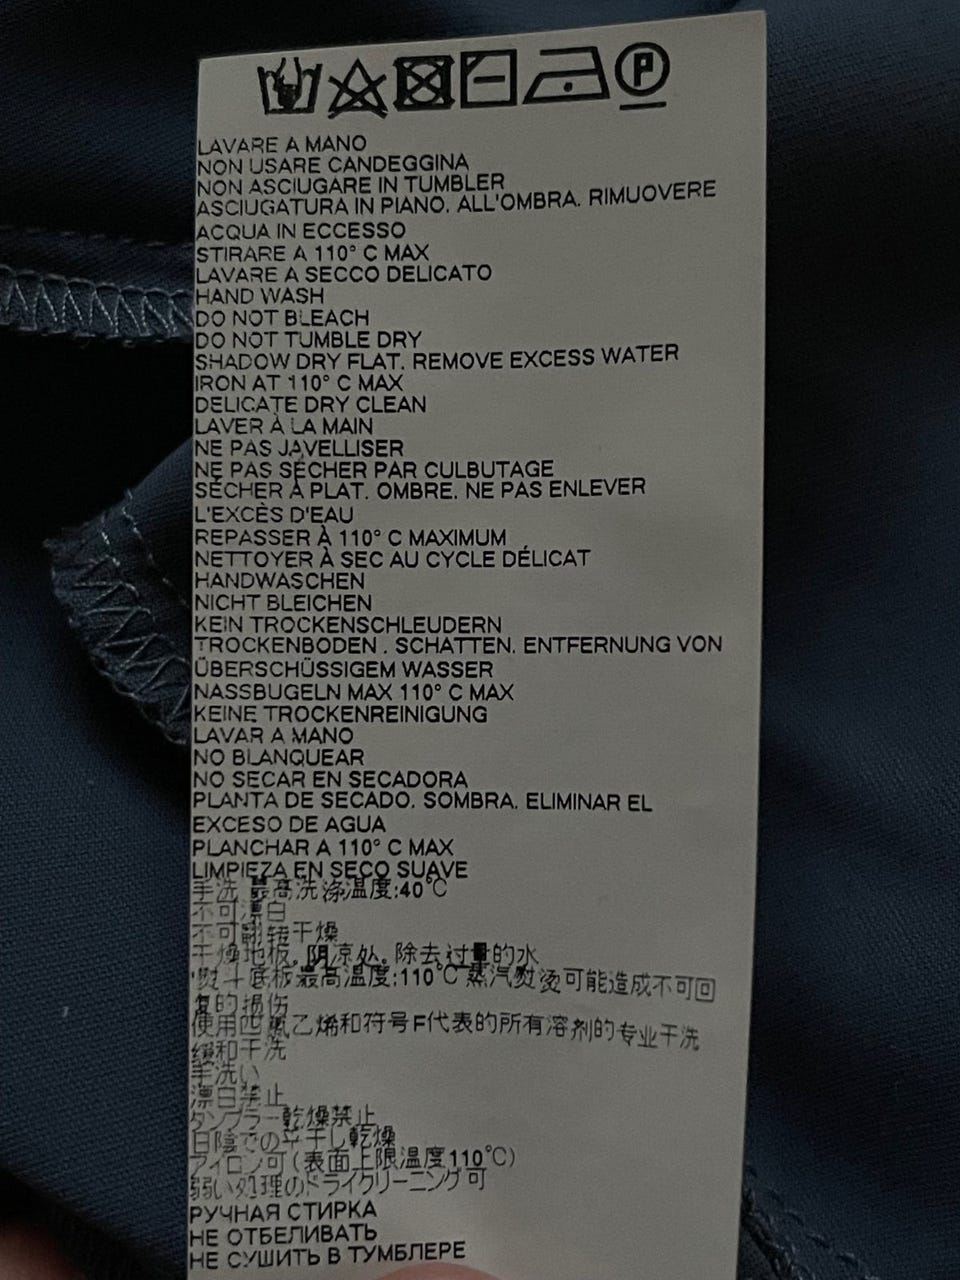 P
LAVARE A MANO
NON USARE CANDEGGINA
NON ASCIUGARE IN TUMBLER
ASCIUGATURA IN PIANO. ALL'OMBRA. RIMUOVERE
ACQUA IN ECCESSO
STIRARE A 110° C MAX
LAVARE A SECCO DELICATO
HAND WASH
DO NOT BLEACH
DO NOT TUMBLE DRY
SHADOW DRY FLAT. REMOVE EXCESS WATER
IRON AT 110° C MAX
DELICATE DRY CLEAN
LAVER À LA MAIN
NE PAS JAVELLISER
NE PAS SÉCHER PAR CULBUTAGE
SÉCHER À PLAT. OMBRE. NE PAS ENLEVER
L'EXCÈS D'EAU
REPASSER À 110° C MAXIMUM
NETTOYER À SEC AU CYCLE DÉLICAT
HANDWASCHEN
NICHT BLEICHEN
KEIN TROCKENSCHLEUDERN
TROCKENBODEN . SCHATTEN. ENTFERNUNG VON
ÜBERSCHÜSSIGEM WASSER
NASSBUGELN MAX 110° C MAX
KEINE TROCKENREINIGUNG
LAVAR A MANO
NO BLANQUEAR
NO SECAR EN SECADORA
PLANTA DE SECADO. SOMBRA. ELIMINAR EL
EXCESO DE AGUA
PLANCHAR A 110° C MAX
LIMPIEZA EN SECO SUAVE
手洗 最高洗涤温度:40℃
不可漂白
不可翻转干燥
干燥地板。阴凉处。除去过量的水
熨斗底板最高温度:110℃ 蒸汽熨烫可能造成不可回
复的损伤
使用四氯乙烯和符号F代表的所有溶剂的专业干洗
缓和干洗
手洗い
漂白禁止
タンブラー乾燥禁止
日陰での平干し乾燥
アイロン可(表面上限温度110℃)
弱い処理のドライクリーニング可
РУЧНАЯ СТИРКА
НЕ ОТБЕЛИВАТЬ
НЕ СУШИТЬ В ТУМБЛЕРЕ